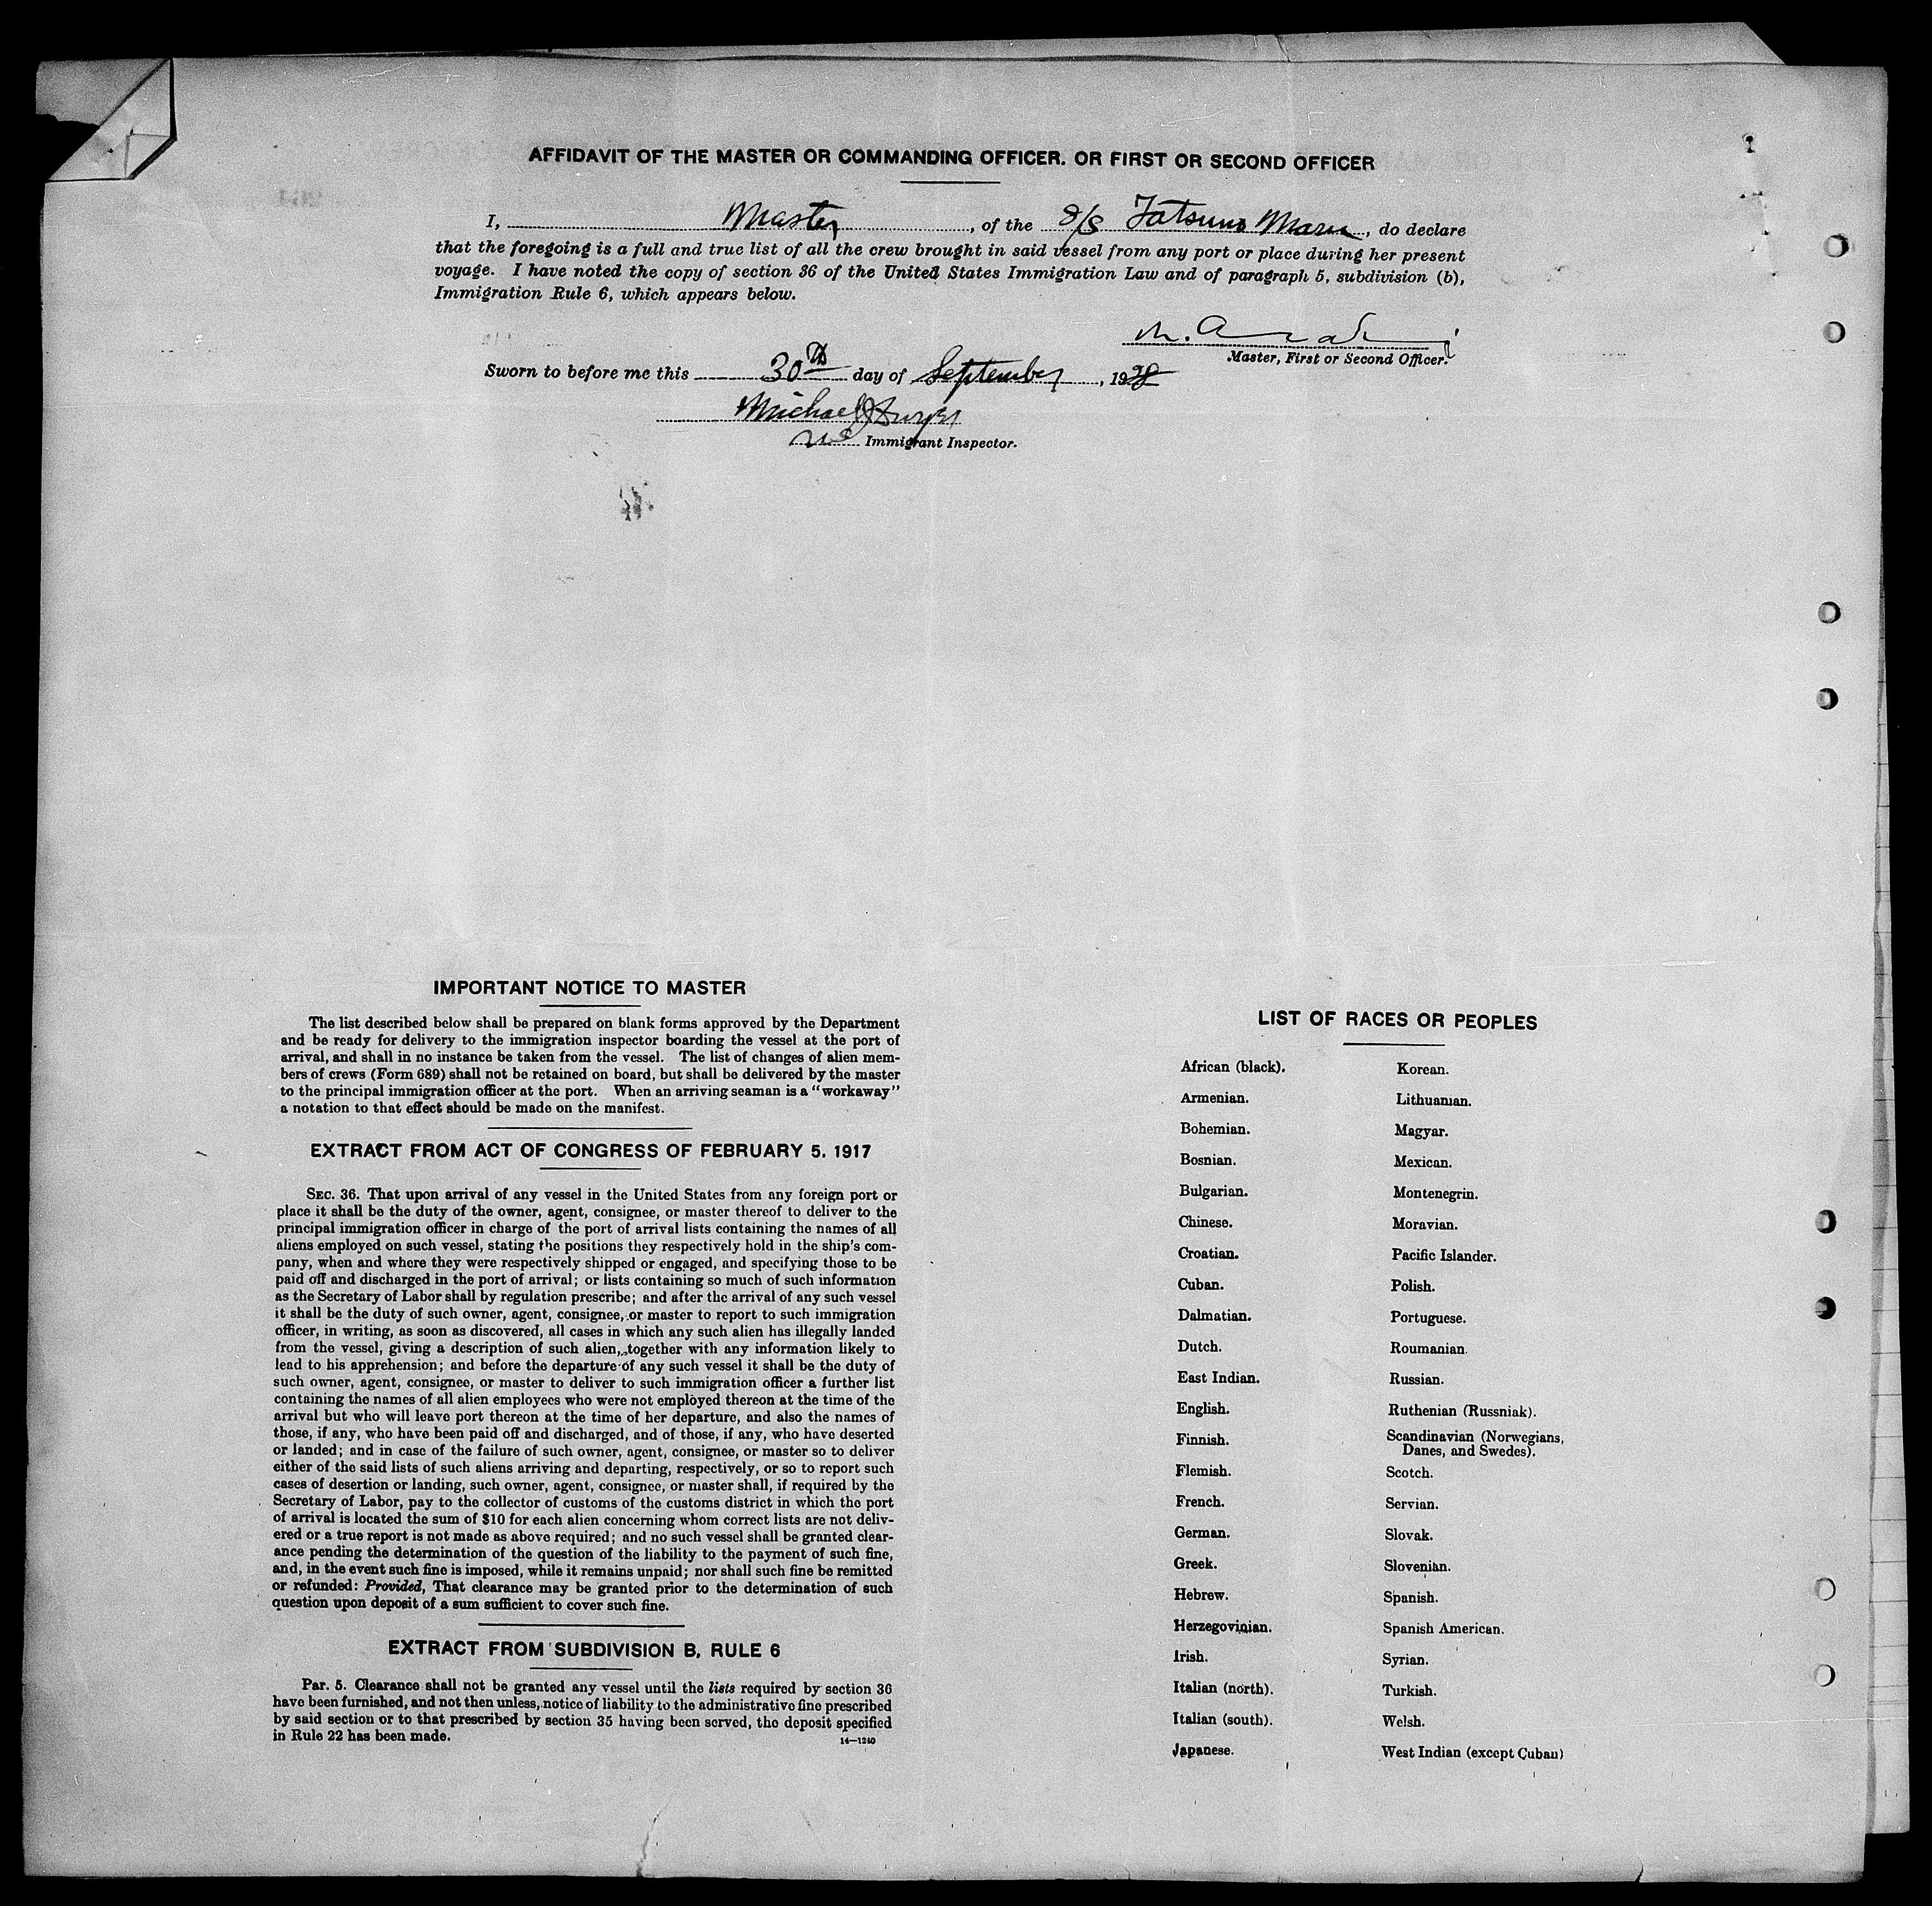 AFFIDAVIT OF THE MASTER OR COMMANDING OFFICER. OR FIRST OR SECOND OFFICER
I, Master, of the S/S Tatsuno Maru, do declare
that the foregoing is a full and true list of all the crew brought in said vessel from any port or place during her present
voyage. I have noted the copy of section 36 of the United States Immigration Law and of paragraph 5, subdivision (b),
Immigration Rule 6, which appears below.
Master, First or Second Officer.
Sworn to before me this 30th day of September, 1928
Michael
Immigrant Inspector.
IMPORTANT NOTICE TO MASTER
The list described below shall be prepared on blank forms approved by the Department
and be ready for delivery to the immigration inspector boarding the vessel at the port of
arrival, and shall in no instance be taken from the vessel. The list of changes of alien mem-
bers of crews (Form 689) shall not be retained on board, but shall be delivered by the master
to the principal immigration officer at the port. When an arriving seaman is a "workaway"
a notation to that effect should be made on the manifest.
EXTRACT FROM ACT OF CONGRESS OF FEBRUARY 5, 1917
SEC. 36. That upon arrival of any vessel in the United States from any foreign port or
place it shall be the duty of the owner, agent, consignee, or master thereof to deliver to the
principal immigration officer in charge of the port of arrival lists containing the names of all
aliens employed on such vessel, stating the positions they respectively hold in the ship's com-
pany, when and where they were respectively shipped or engaged, and specifying those to be
paid off and discharged in the port of arrival; or lists containing so much of such information
as the Secretary of Labor shall by regulation prescribe; and after the arrival of any such vessel
it shall be the duty of such owner, agent, consignee, or master to report to such immigration
officer, in writing, as soon as discovered, all cases in which any such alien has illegally landed
from the vessel, giving a description of such alien, together with any information likely to
lead to his apprehension; and before the departure of any such vessel it shall be the duty of
such owner, agent, consignee, or master to deliver to such immigration officer a further list
containing the names of all alien employees who were not employed thereon at the time of the
arrival but who will leave port thereon at the time of her departure, and also the names of
those, if any, who have been paid off and discharged, and of those, if any, who have deserted
or landed; and in case of the failure of such owner, agent, consignee, or master so to deliver
either of the said lists of such aliens arriving and departing, respectively, or so to report such
cases of desertion or landing, such owner, agent, consignee, or master shall, if required by the
Secretary of Labor, pay to the collector of customs of the customs district in which the port
of arrival is located the sum of $10 for each alien concerning whom correct lists are not deliv-
ered or a true report is not made as above required; and no such vessel shall be granted clear-
ance pending the determination of the question of the liability to the payment of such fine,
and, in the event such fine is imposed, while it remains unpaid; nor shall such fine be remitted
or refunded: Provided, That clearance may be granted prior to the determination of such
question upon deposit of a sum sufficient to cover such fine.
EXTRACT FROM SUBDIVISION B, RULE 6
Par. 5. Clearance shall not be granted any vessel until the lists required by section 36
have been furnished, and not then unless, notice of liability to the administrative fine prescribed
by said section or to that prescribed by section 35 having been served, the deposit specified
in Rule 22 has been made.
14—1240
LIST OF RACES OR PEOPLES
African (black).
Armenian.
Bohemian.
Bosnian.
Bulgarian.
Chinese.
Croatian.
Cuban.
Dalmatian.
Dutch.
East Indian.
English.
Finnish.
Flemish.
French.
German.
Greek.
Hebrew.
Herzegovinian.
Irish.
Italian (north).
Italian (south).
Japanese.
Korean.
Lithuanian.
Magyar.
Mexican.
Montenegrin.
Moravian.
Pacific Islander.
Polish.
Portuguese.
Roumanian.
Russian.
Ruthenian (Russniak).
Scandinavian (Norwegians,
Danes, and Swedes).
Scotch.
Servian.
Slovak.
Slovenian.
Spanish.
Spanish American.
Syrian.
Turkish.
Welsh.
West Indian (except Cuban)